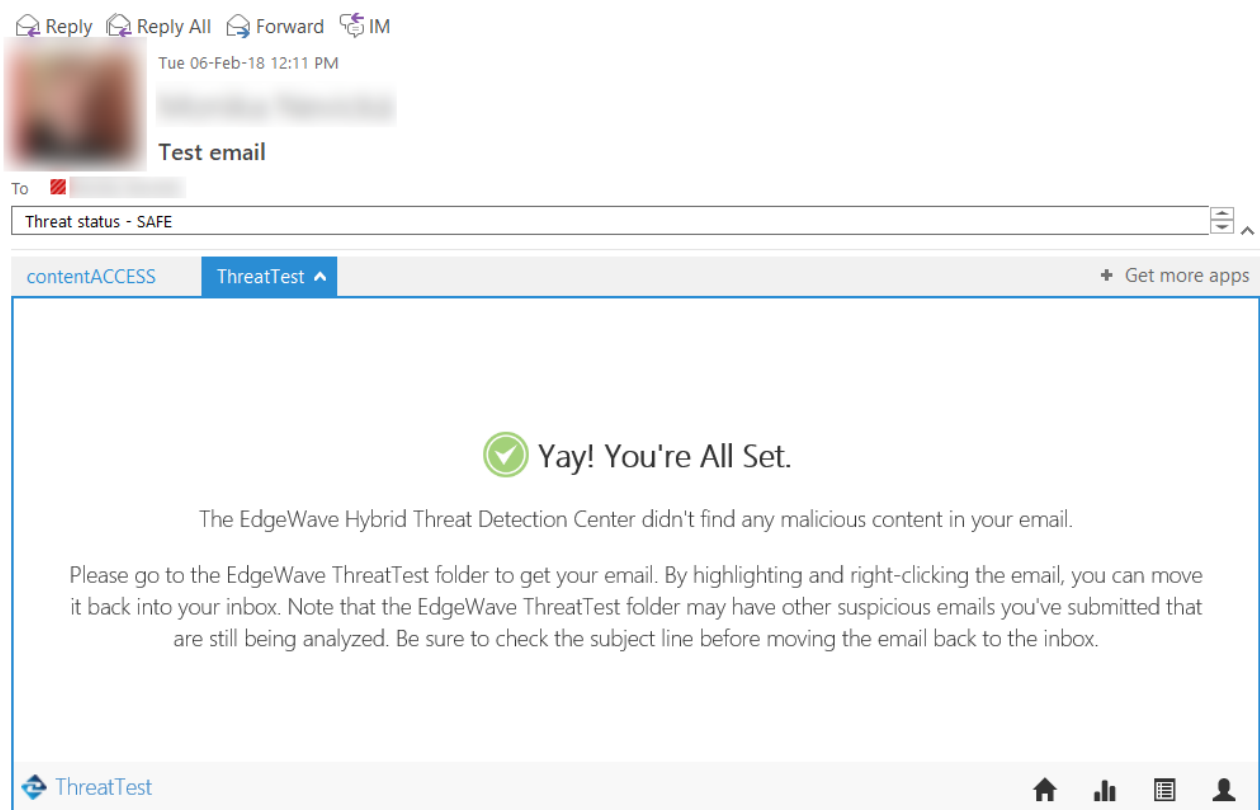 Reply Reply All Forward IM
Tue 06-Feb-18 12:11 PM
Test email
To
Threat status - SAFE
contentACCESS ThreatTest + Get more apps
Yay! You're All Set.
The EdgeWave Hybrid Threat Detection Center didn't find any malicious content in your email.
Please go to the EdgeWave ThreatTest folder to get your email. By highlighting and right-clicking the email, you can move
it back into your inbox. Note that the EdgeWave ThreatTest folder may have other suspicious emails you've submitted that
are still being analyzed. Be sure to check the subject line before moving the email back to the inbox.
ThreatTest